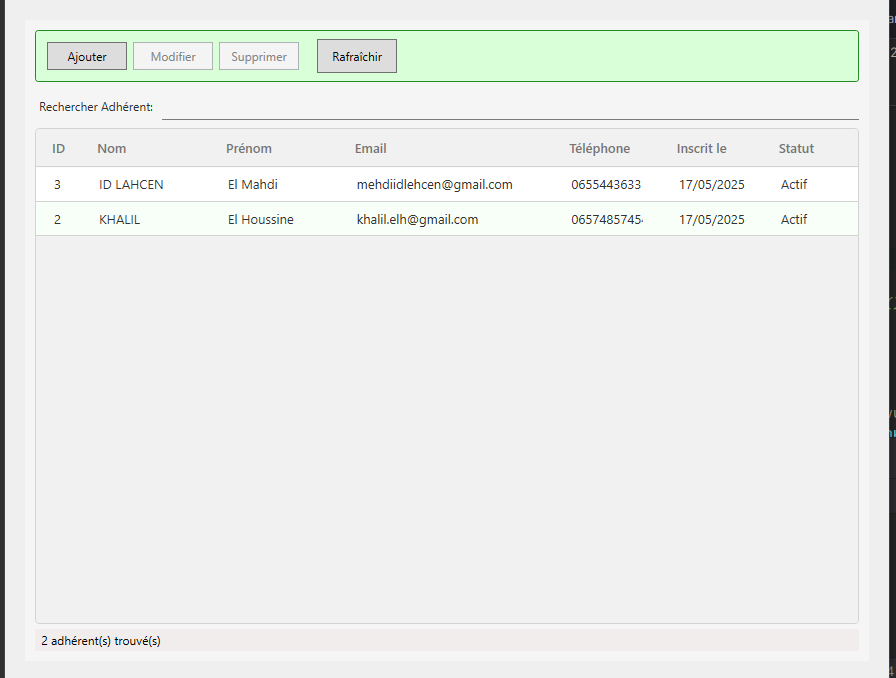 Ajouter Modifier Supprimer Rafraîchir
Rechercher Adhérent:
ID Nom Prénom Email Téléphone Inscrit le Statut
3 ID LAHCEN El Mahdi mehdiidlehcen@gmail.com 0655443633 17/05/2025 Actif
2 KHALIL El Houssine khalil.elh@gmail.com 0657485745 17/05/2025 Actif
2 adhérent(s) trouvé(s)